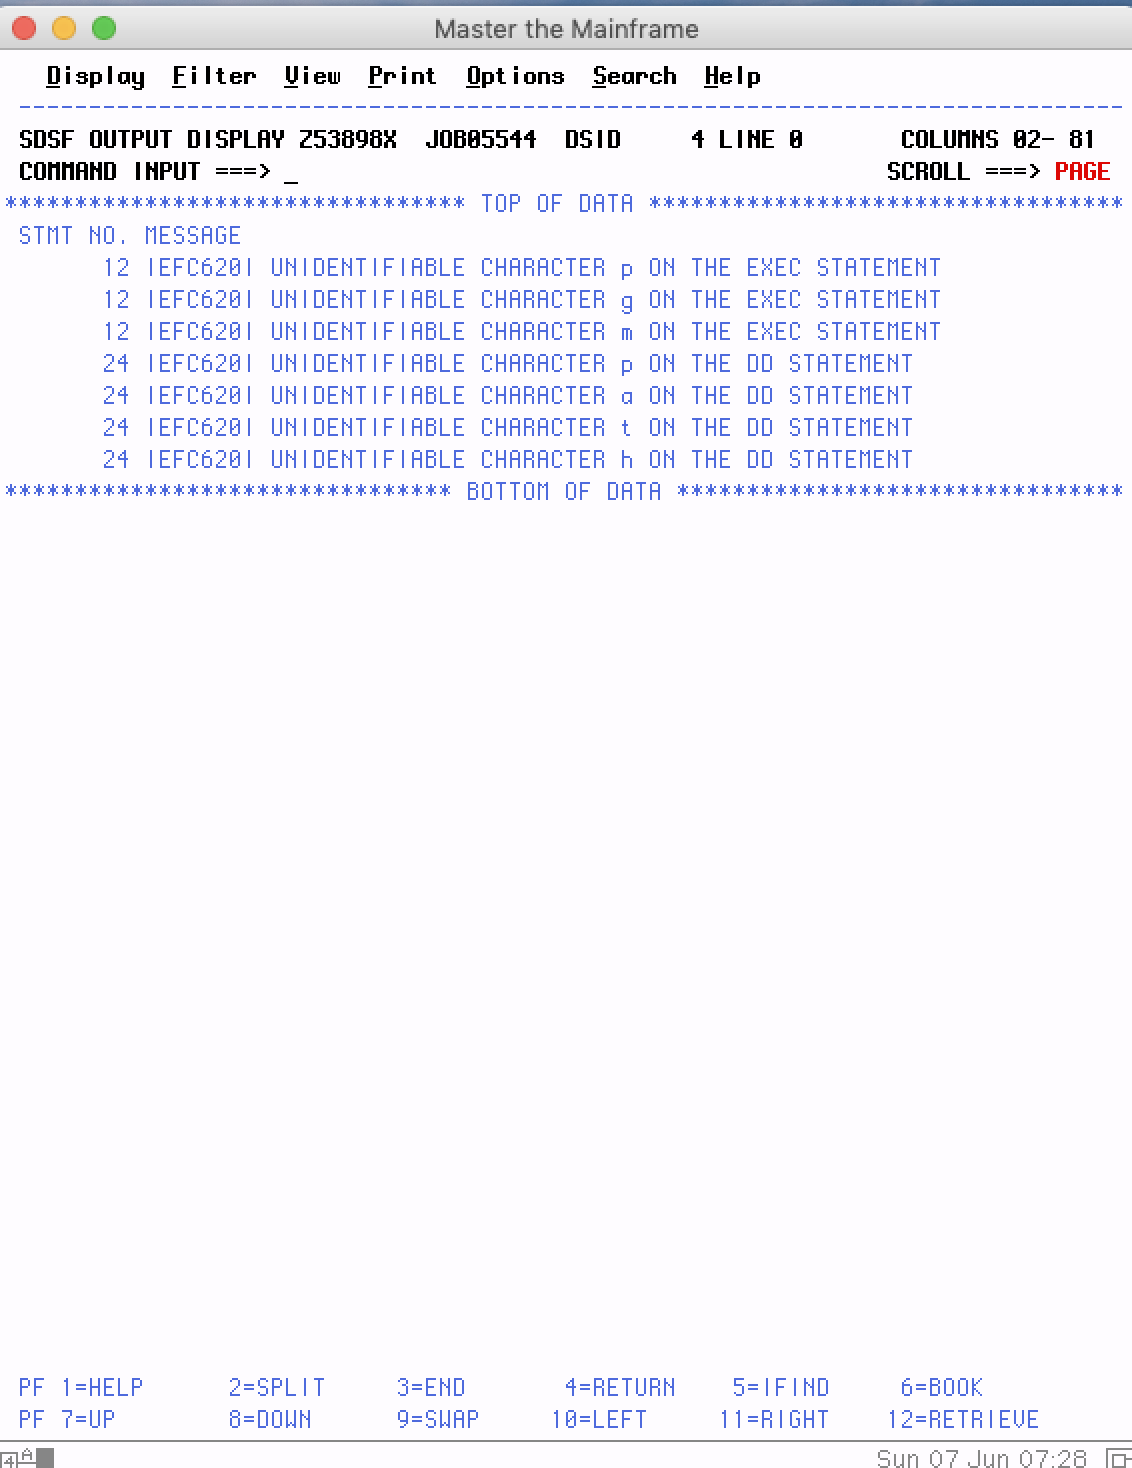 Master the Mainframe
Display Filter View Print Options Search Help
--------------------------------------------------------------------------------
SDSF OUTPUT DISPLAY Z53898X JOB05544 DSID 4 LINE 0 COLUMNS 02- 81
COMMAND INPUT ===> _ SCROLL ===> PAGE
********************************* TOP OF DATA **********************************
STMT NO. MESSAGE
12 IEFC620I UNIDENTIFIABLE CHARACTER p ON THE EXEC STATEMENT
12 IEFC620I UNIDENTIFIABLE CHARACTER g ON THE EXEC STATEMENT
12 IEFC620I UNIDENTIFIABLE CHARACTER m ON THE EXEC STATEMENT
24 IEFC620I UNIDENTIFIABLE CHARACTER p ON THE DD STATEMENT
24 IEFC620I UNIDENTIFIABLE CHARACTER a ON THE DD STATEMENT
24 IEFC620I UNIDENTIFIABLE CHARACTER t ON THE DD STATEMENT
24 IEFC620I UNIDENTIFIABLE CHARACTER h ON THE DD STATEMENT
******************************** BOTTOM OF DATA ********************************
PF 1=HELP 2=SPLIT 3=END 4=RETURN 5=IFIND 6=BOOK
PF 7=UP 8=DOWN 9=SWAP 10=LEFT 11=RIGHT 12=RETRIEVE
4 A Sun 07 Jun 07:28